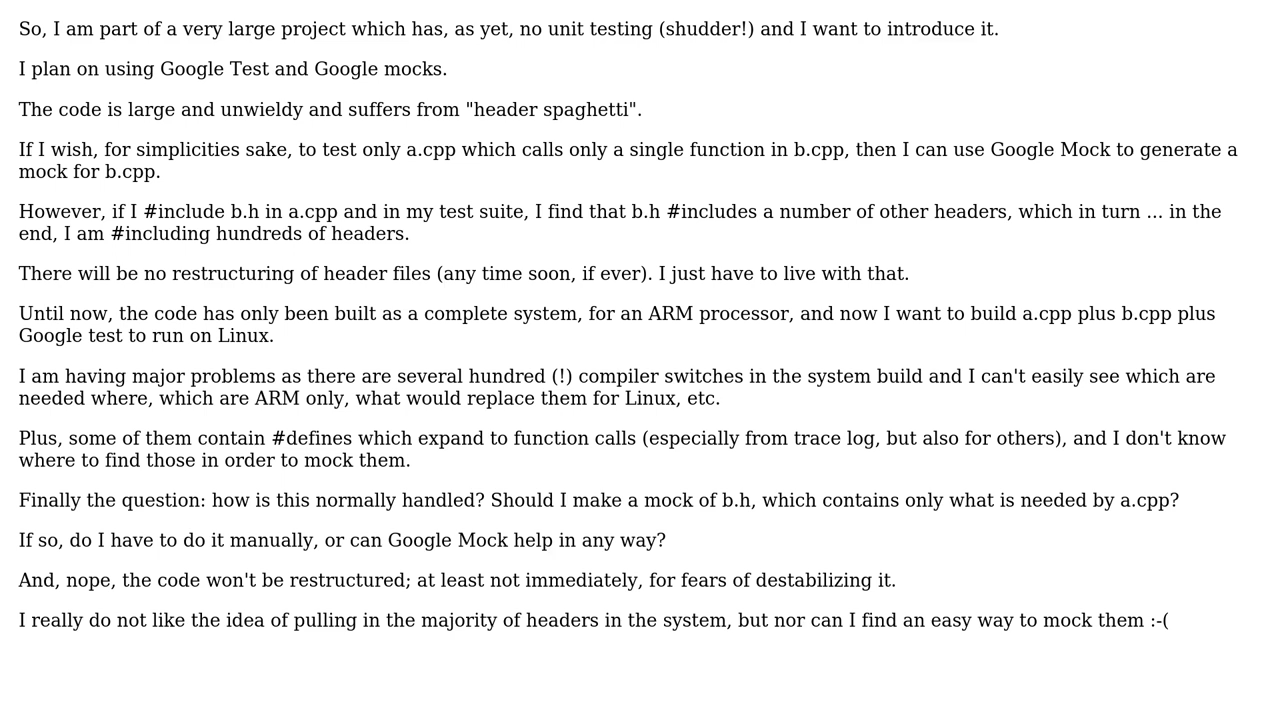 So, I am part of a very large project which has, as yet, no unit testing (shudder!) and I want to introduce it.
I plan on using Google Test and Google mocks.
The code is large and unwieldy and suffers from "header spaghetti".
If I wish, for simplicities sake, to test only a.cpp which calls only a single function in b.cpp, then I can use Google Mock to generate a
mock for b.cpp.
However, if I #include b.h in a.cpp and in my test suite, I find that b.h #includes a number of other headers, which in turn ... in the
end, I am #including hundreds of headers.
There will be no restructuring of header files (any time soon, if ever). I just have to live with that.
Until now, the code has only been built as a complete system, for an ARM processor, and now I want to build a.cpp plus b.cpp plus
Google test to run on Linux.
I am having major problems as there are several hundred (!) compiler switches in the system build and I can't easily see which are
needed where, which are ARM only, what would replace them for Linux, etc.
Plus, some of them contain #defines which expand to function calls (especially from trace log, but also for others), and I don't know
where to find those in order to mock them.
Finally the question: how is this normally handled? Should I make a mock of b.h, which contains only what is needed by a.cpp?
If so, do I have to do it manually, or can Google Mock help in any way?
And, nope, the code won't be restructured; at least not immediately, for fears of destabilizing it.
I really do not like the idea of pulling in the majority of headers in the system, but nor can I find an easy way to mock them :-(